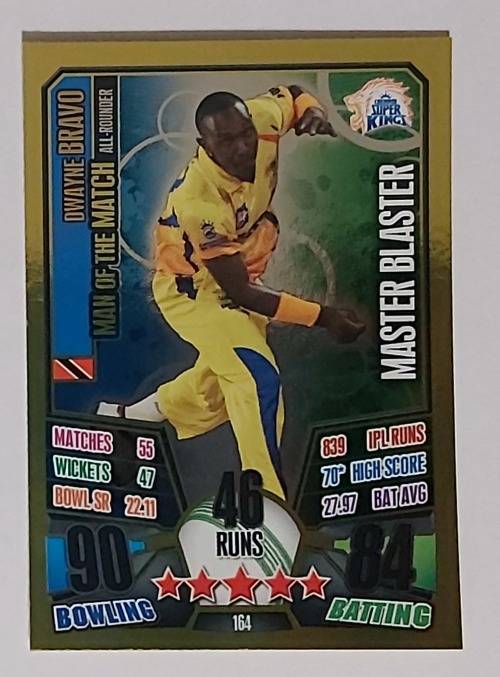 DWAYNE BRAVO
ALL-ROUNDER
MAN OF THE MATCH
SUPER
KINGS
MASTER BLASTER
MATCHES 55
WICKETS 47
BOWL SR 22.11
839 IPL RUNS
70* HIGH SCORE
27.97 BAT AVG
46
RUNS
90
BOWLING
84
BATTING
164